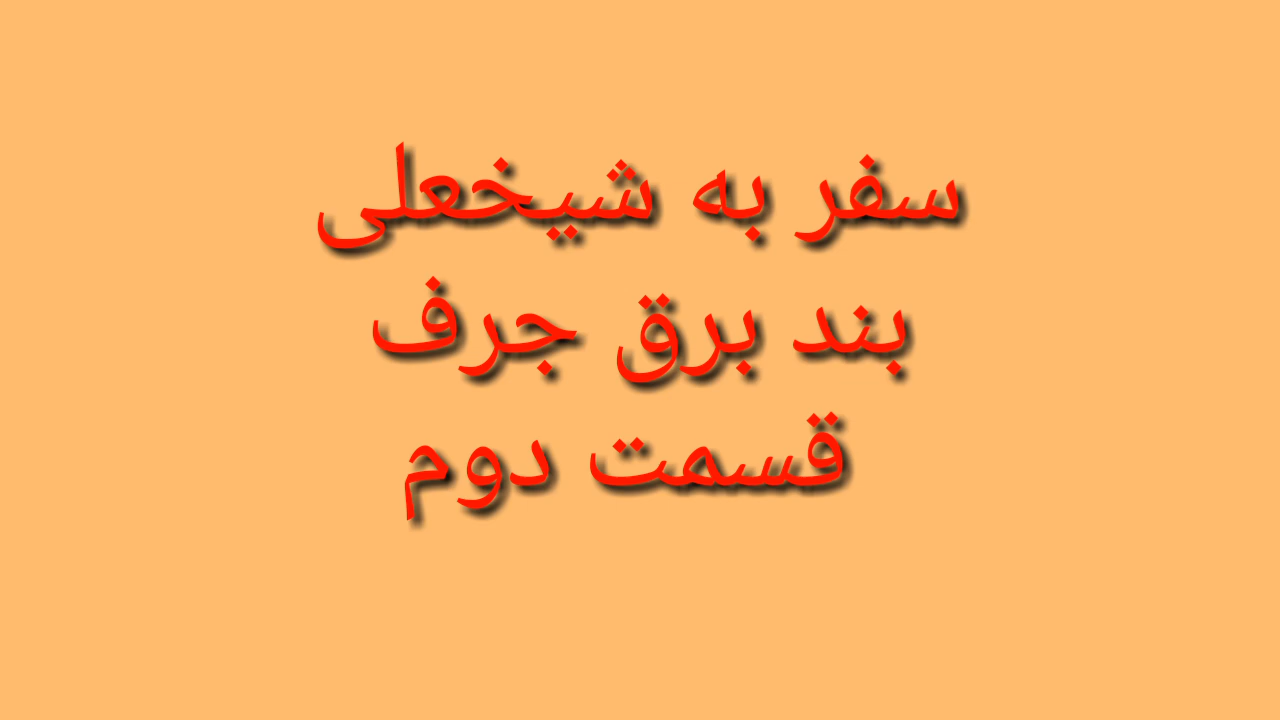 سفر به شیخعلی
بند برق جرف
قسمت دوم